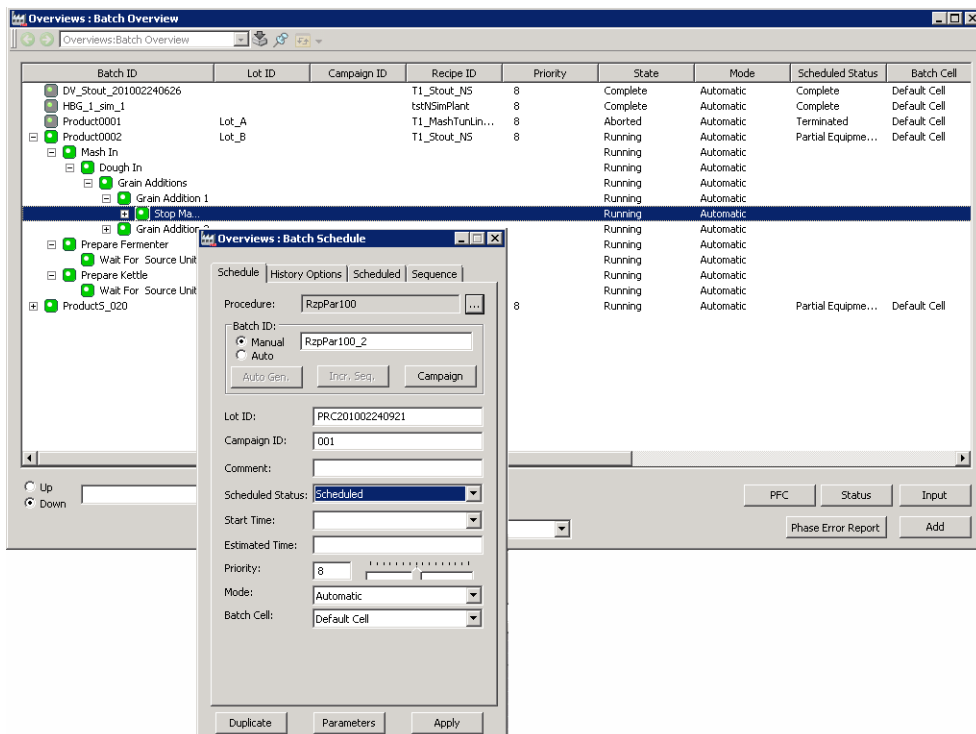 Overviews : Batch Overview
Overviews:Batch Overview
Batch ID Lot ID Campaign ID Recipe ID Priority State Mode Scheduled Status Batch Cell
DV_Stout_201002240626 T1_Stout_NS 8 Complete Automatic Complete Default Cell
HBG_1_sim_1 tstNSimPlant 8 Complete Automatic Complete Default Cell
Product0001 Lot_A T1_MashTunLin... 8 Aborted Automatic Terminated Default Cell
Product0002 Lot_B T1_Stout_NS 8 Running Automatic Partial Equipme... Default Cell
Mash In Running Automatic
Dough In Running Automatic
Grain Additions Running Automatic
Grain Addition 1 Running Automatic
Stop Ma... Running Automatic
Grain Addition Running Automatic
Prepare Fermenter Running Automatic
Wait For Source Unit Running Automatic
Prepare Kettle Running Automatic
Wait For Source Unit Running Automatic
ProductS_020 8 Running Automatic Partial Equipme... Default Cell
Up
Down
PFC Status Input
Phase Error Report Add
Overviews : Batch Schedule
Schedule History Options Scheduled Sequence
Procedure: RzpPar100 ...
Batch ID:
Manual RzpPar100_2
Auto
Auto Gen. Incr. Seq. Campaign
Lot ID: PRC201002240921
Campaign ID: 001
Comment:
Scheduled Status: Scheduled
Start Time:
Estimated Time:
Priority: 8
Mode: Automatic
Batch Cell: Default Cell
Duplicate Parameters Apply